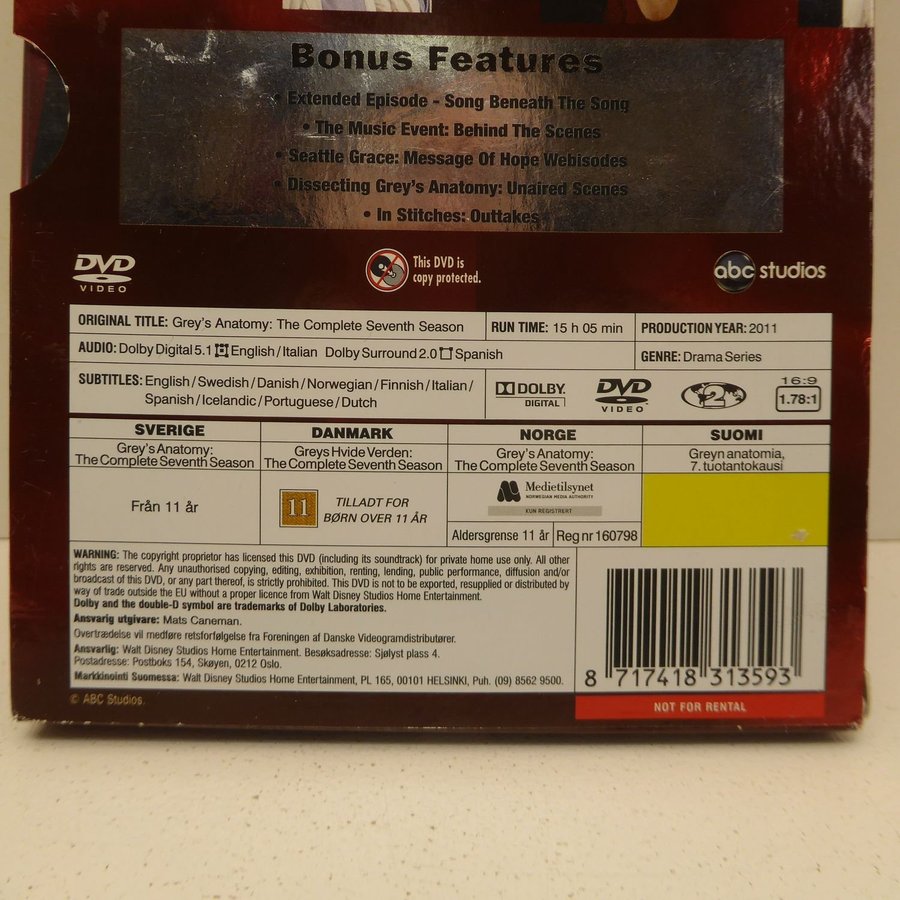 Bonus Features
• Extended Episode - Song Beneath The Song
• The Music Event: Behind The Scenes
• Seattle Grace: Message Of Hope Webisodes
• Dissecting Grey's Anatomy: Unaired Scenes
• In Stitches: Outtakes
DVD
VIDEO
This DVD is
copy protected.
abc studios
ORIGINAL TITLE: Grey's Anatomy: The Complete Seventh Season
RUN TIME: 15 h 05 min
PRODUCTION YEAR: 2011
AUDIO: Dolby Digital 5.1 English/Italian Dolby Surround 2.0 Spanish
GENRE: Drama Series
SUBTITLES: English/Swedish/Danish/Norwegian/Finnish/Italian/
Spanish/Icelandic/Portuguese/Dutch
DOLBY
DIGITAL
DVD
VIDEO
2
16:9
1.78:1
SVERIGE
Grey's Anatomy:
The Complete Seventh Season
Från 11 år
DANMARK
Greys Hvide Verden:
The Complete Seventh Season
11
TILLADT FOR
BØRN OVER 11 ÅR
NORGE
Grey's Anatomy:
The Complete Seventh Season
Medietilsynet
NORWEGIAN MEDIA AUTHORITY
KUN REGISTRERT
Aldersgrense 11 år
Reg nr 160798
SUOMI
Greyn anatomia,
7. tuotantokausi
WARNING: The copyright proprietor has licensed this DVD (including its soundtrack) for private home use only. All other
rights are reserved. Any unauthorised copying, editing, exhibition, renting, lending, public performance, diffusion and/or
broadcast of this DVD, or any part thereof, is strictly prohibited. This DVD is not to be exported, resupplied or distributed by
way of trade outside the EU without a proper licence from Walt Disney Studios Home Entertainment.
Dolby and the double-D symbol are trademarks of Dolby Laboratories.
Ansvarig utgivare: Mats Caneman.
Overtrædelse vil medføre retsforfølgelse fra Foreningen af Danske Videogramdistributører.
Ansvarlig: Walt Disney Studios Home Entertainment. Besøksadresse: Sjølyst plass 4.
Postadresse: Postboks 154, Skøyen, 0212 Oslo.
Markkinointi Suomessa: Walt Disney Studios Home Entertainment, PL 165, 00101 HELSINKI, Puh. (09) 8562 9500.
8 717418 313593
NOT FOR RENTAL
© ABC Studios.